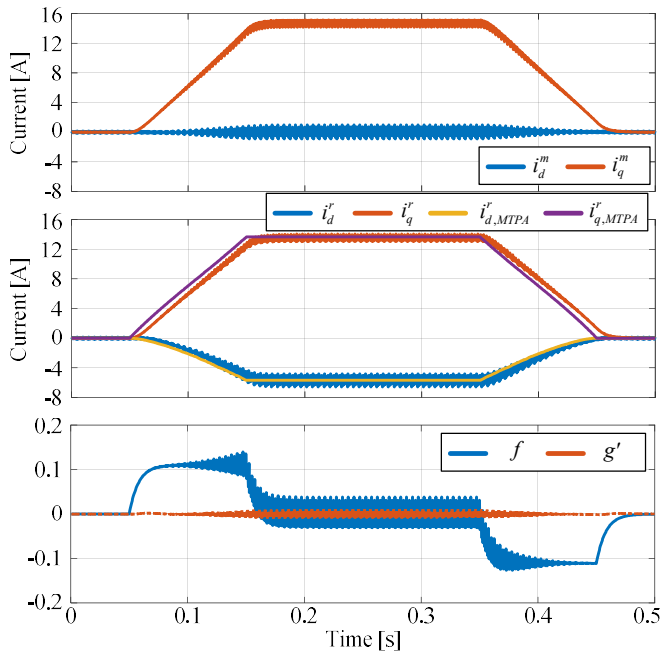 16
12
8
4
0
-4
-8
Current [A]
i_d^m i_q^m
i_d^r i_q^r i_{d,MTPA}^r i_{q,MTPA}^r
16
12
8
4
0
-4
-8
Current [A]
0.2
0.1
0
-0.1
-0.2
f g'
0 0.1 0.2 0.3 0.4 0.5
Time [s]